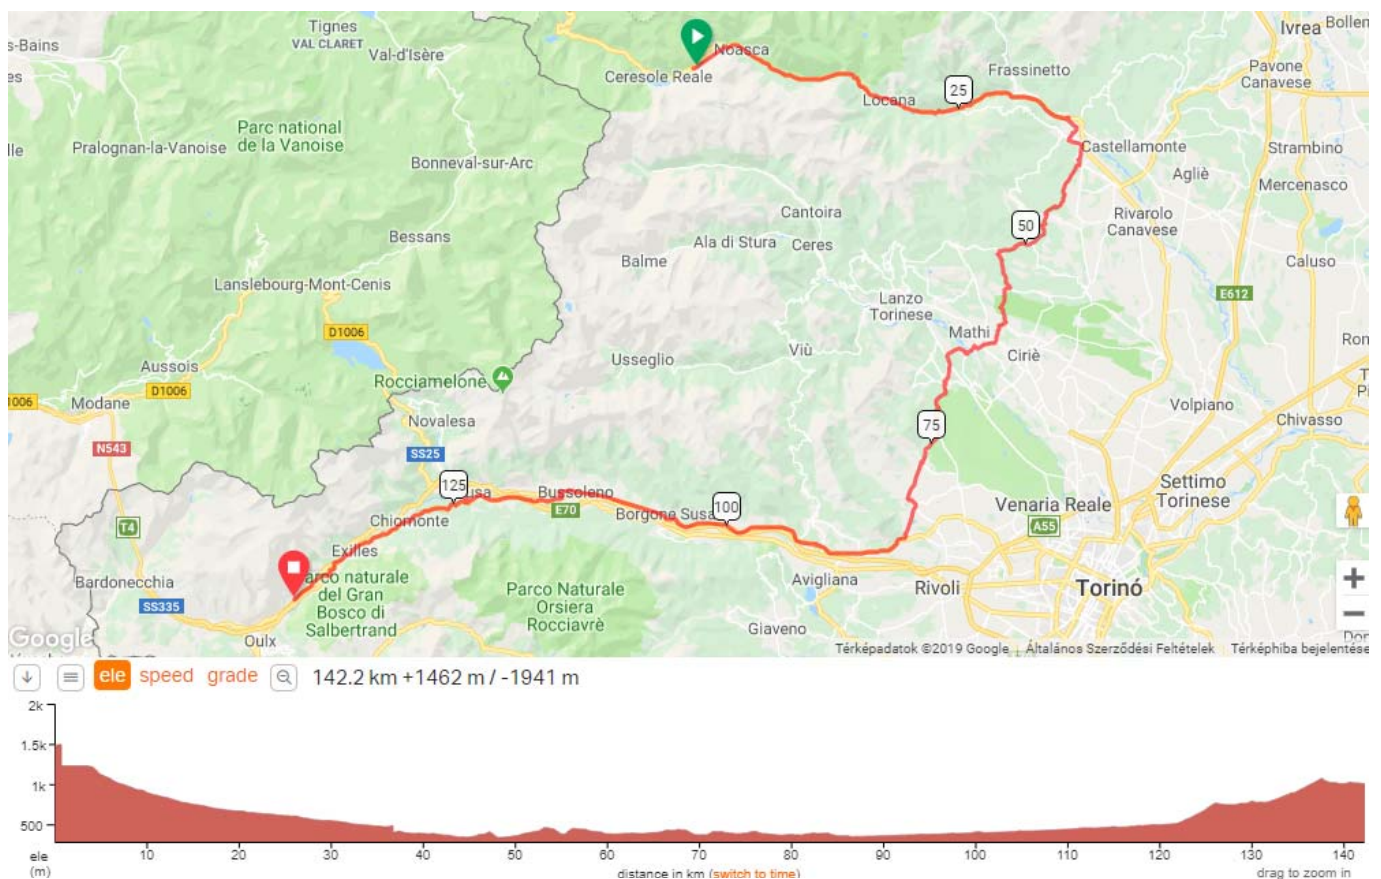 Tignes
VAL CLARET
s-Bains
Val-d'Isère
es
Noasca
Ceresole Reale
Ivrea
Bollen
Pavone
Canavese
Frassinetto
25
Locana
Parc national
de la Vanoise
lle
Pralognan-la-Vanoise
Bonneval-sur-Arc
Castellamonte
Strambino
Agliè
Mercenasco
Cantoira
Rivarolo
Canavese
50
Bessans
Ala di Stura
Ceres
Balme
Caluso
Lanslebourg-Mont-Cenis
E612
Lanzo
Torinese
D1006
Mathi
Ciriè
Ron
Viù
Usseglio
Aussois
Rocciamelone
D1006
1006
Modane
Volpiano
Chivasso
Novalesa
75
N543
SS25
Settimo
Torinese
125
usa
Bussoleno
E70
Borgone Susa
100
Venaria Reale
A55
Chiomonte
T4
Exilles
Bardonecchia
arco naturale
del Gran
Bosco di
Salbertrand
Parco Naturale
Orsiera
Rocciavrè
Avigliana
Rivoli
Torinó
SS335
Giaveno
Oulx
Google
Térképadatok ©2019 Google
Általános Szerződési Feltételek
Térképhiba bejelentése
ele speed grade 142.2 km +1462 m / -1941 m
2k
1.5k
1k
500
ele
(m)
10 20 30 40 50 60 70 80 90 100 110 120 130 140
distance in km (switch to time)
drag to zoom in